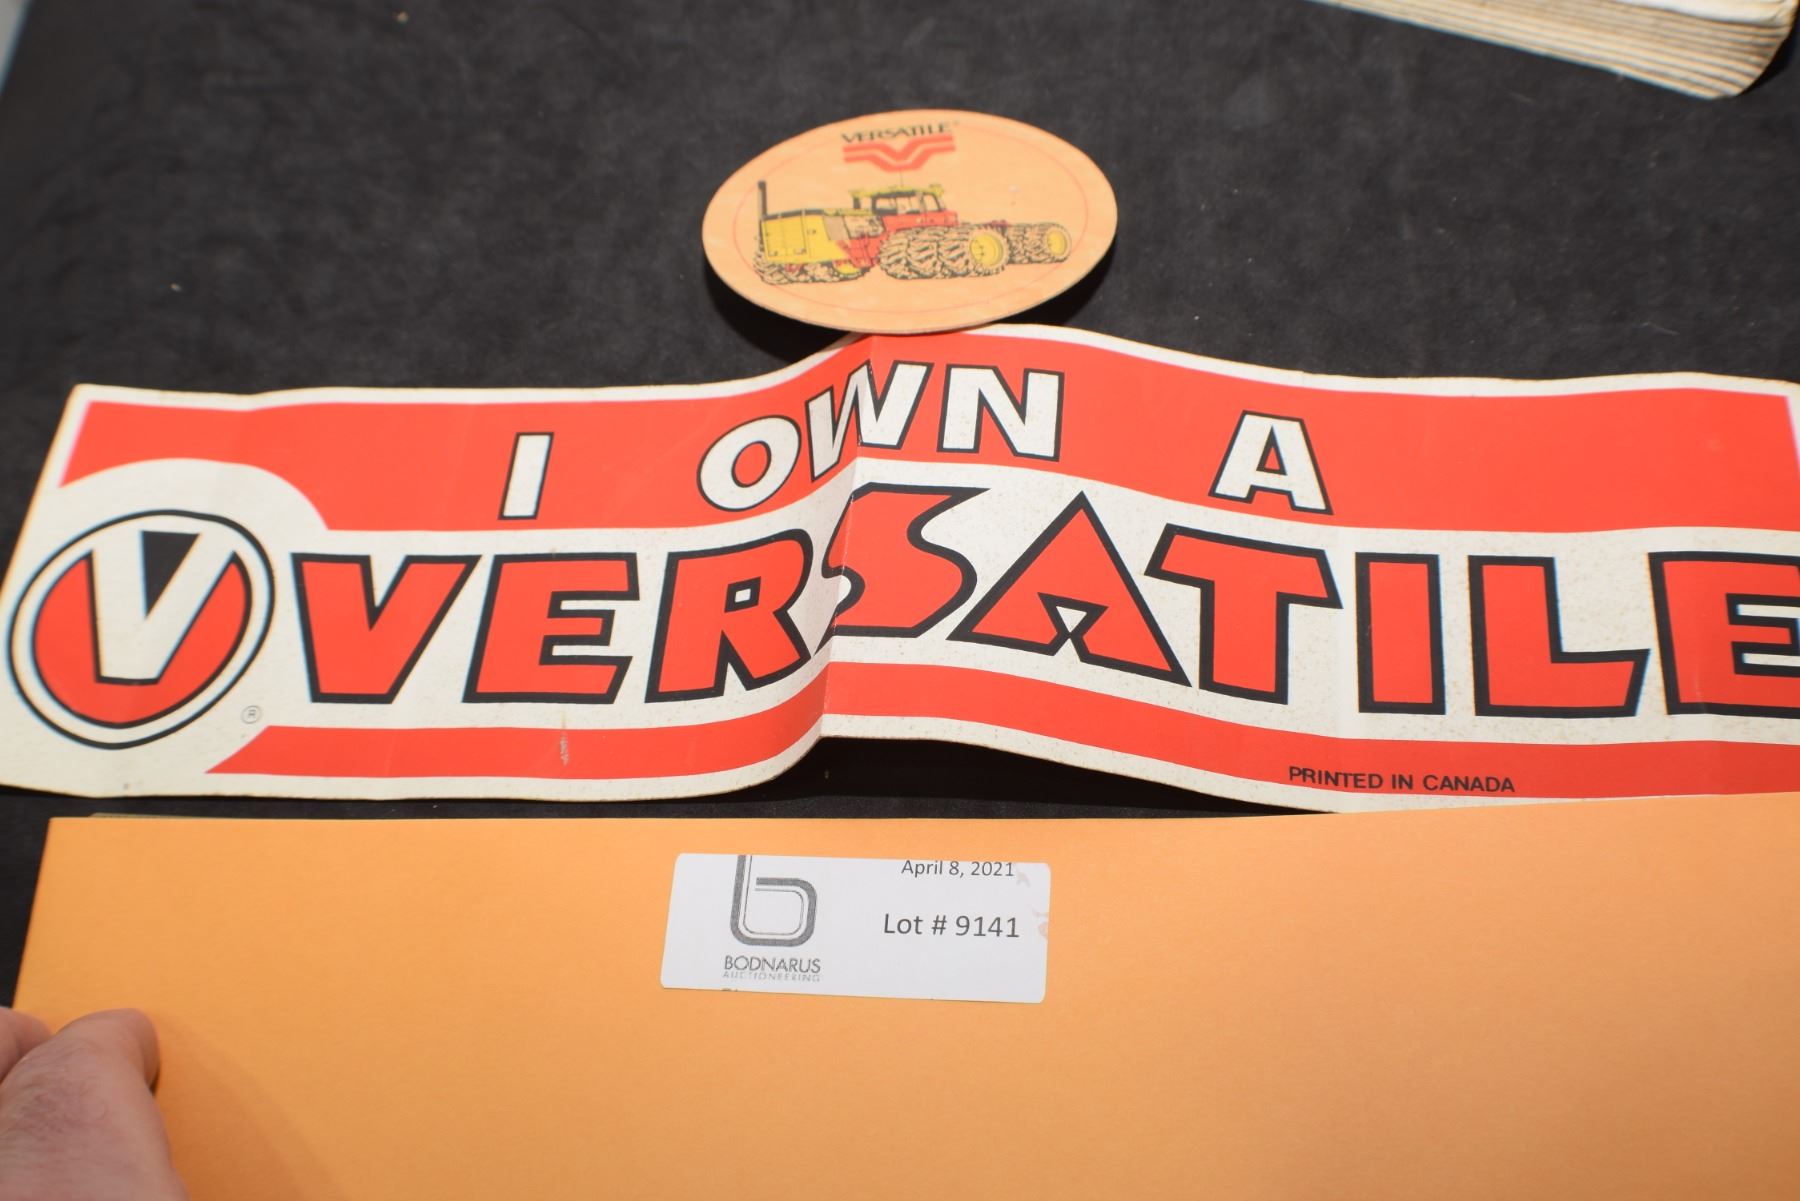 VERSATILE
I OWN A
V VERSATILE
®
PRINTED IN CANADA
April 8, 2021
Lot # 9141
BODNARUS
AUCTIONEERING